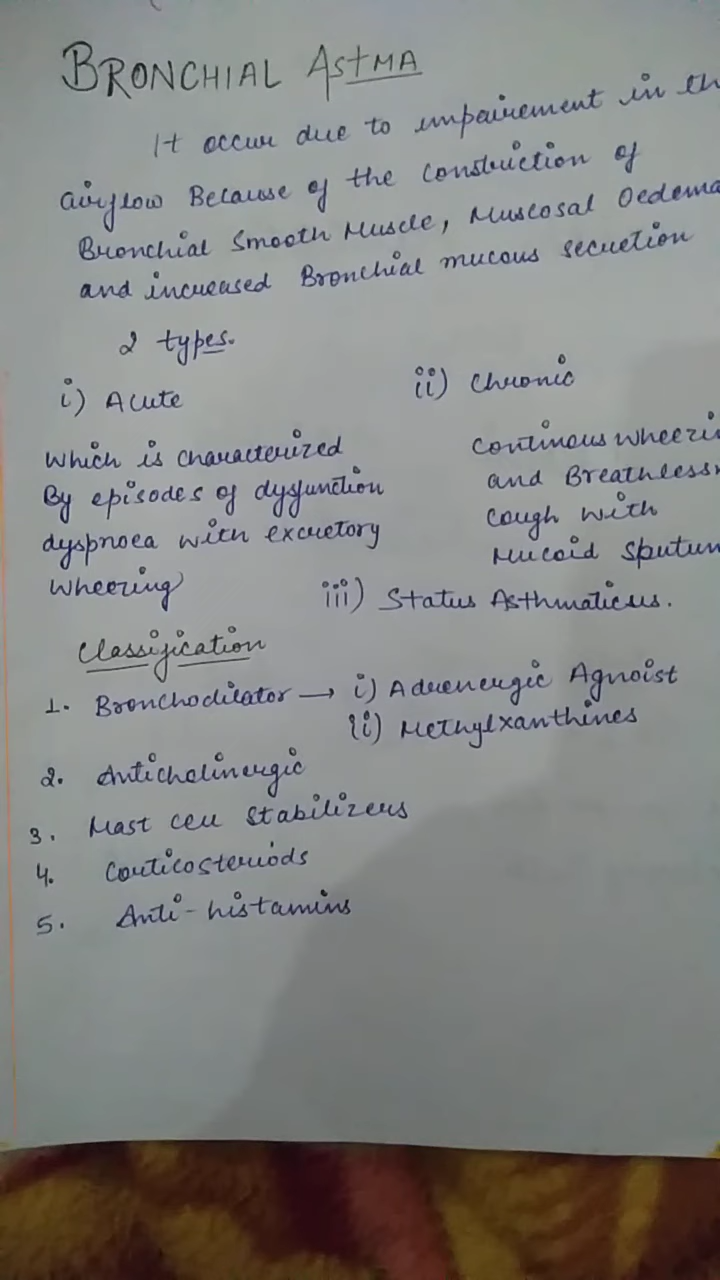 BRONCHIAL ASTMA
It occur due to impairement in th
airflow Because of the construction of
Bronchial Smooth Muscle, Muscosal Oedema
and increased Bronchial mucous secretion
2 types.
i) Acute
ii) Chronic
Which is characterized
By episodes of dysfunction
dyspnoea with excretory
Wheering
Continous wheezi
and Breathless
Cough with
Mucoid Sputum
iii) Status Asthmaticus.
Classification
1. Bronchodilator → i) Adrenergic Agnoist
ii) Methylxanthines
2. Anticholinergic
3. Mast cell Stabilizers
4. Corticosteriods
5. Anti-histamins